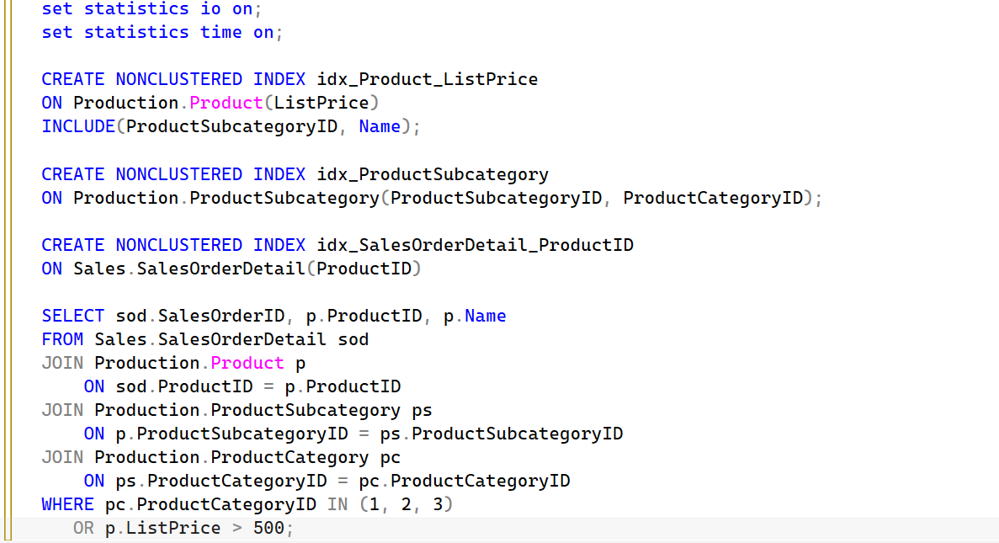 set statistics io on;
set statistics time on;
CREATE NONCLUSTERED INDEX idx_Product_ListPrice
ON Production.Product(ListPrice)
INCLUDE(ProductSubcategoryID, Name);
CREATE NONCLUSTERED INDEX idx_ProductSubcategory
ON Production.ProductSubcategory(ProductSubcategoryID, ProductCategoryID);
CREATE NONCLUSTERED INDEX idx_SalesOrderDetail_ProductID
ON Sales.SalesOrderDetail(ProductID)
SELECT sod.SalesOrderID, p.ProductID, p.Name
FROM Sales.SalesOrderDetail sod
JOIN Production.Product p
    ON sod.ProductID = p.ProductID
JOIN Production.ProductSubcategory ps
    ON p.ProductSubcategoryID = ps.ProductSubcategoryID
JOIN Production.ProductCategory pc
    ON ps.ProductCategoryID = pc.ProductCategoryID
WHERE pc.ProductCategoryID IN (1, 2, 3)
   OR p.ListPrice > 500;